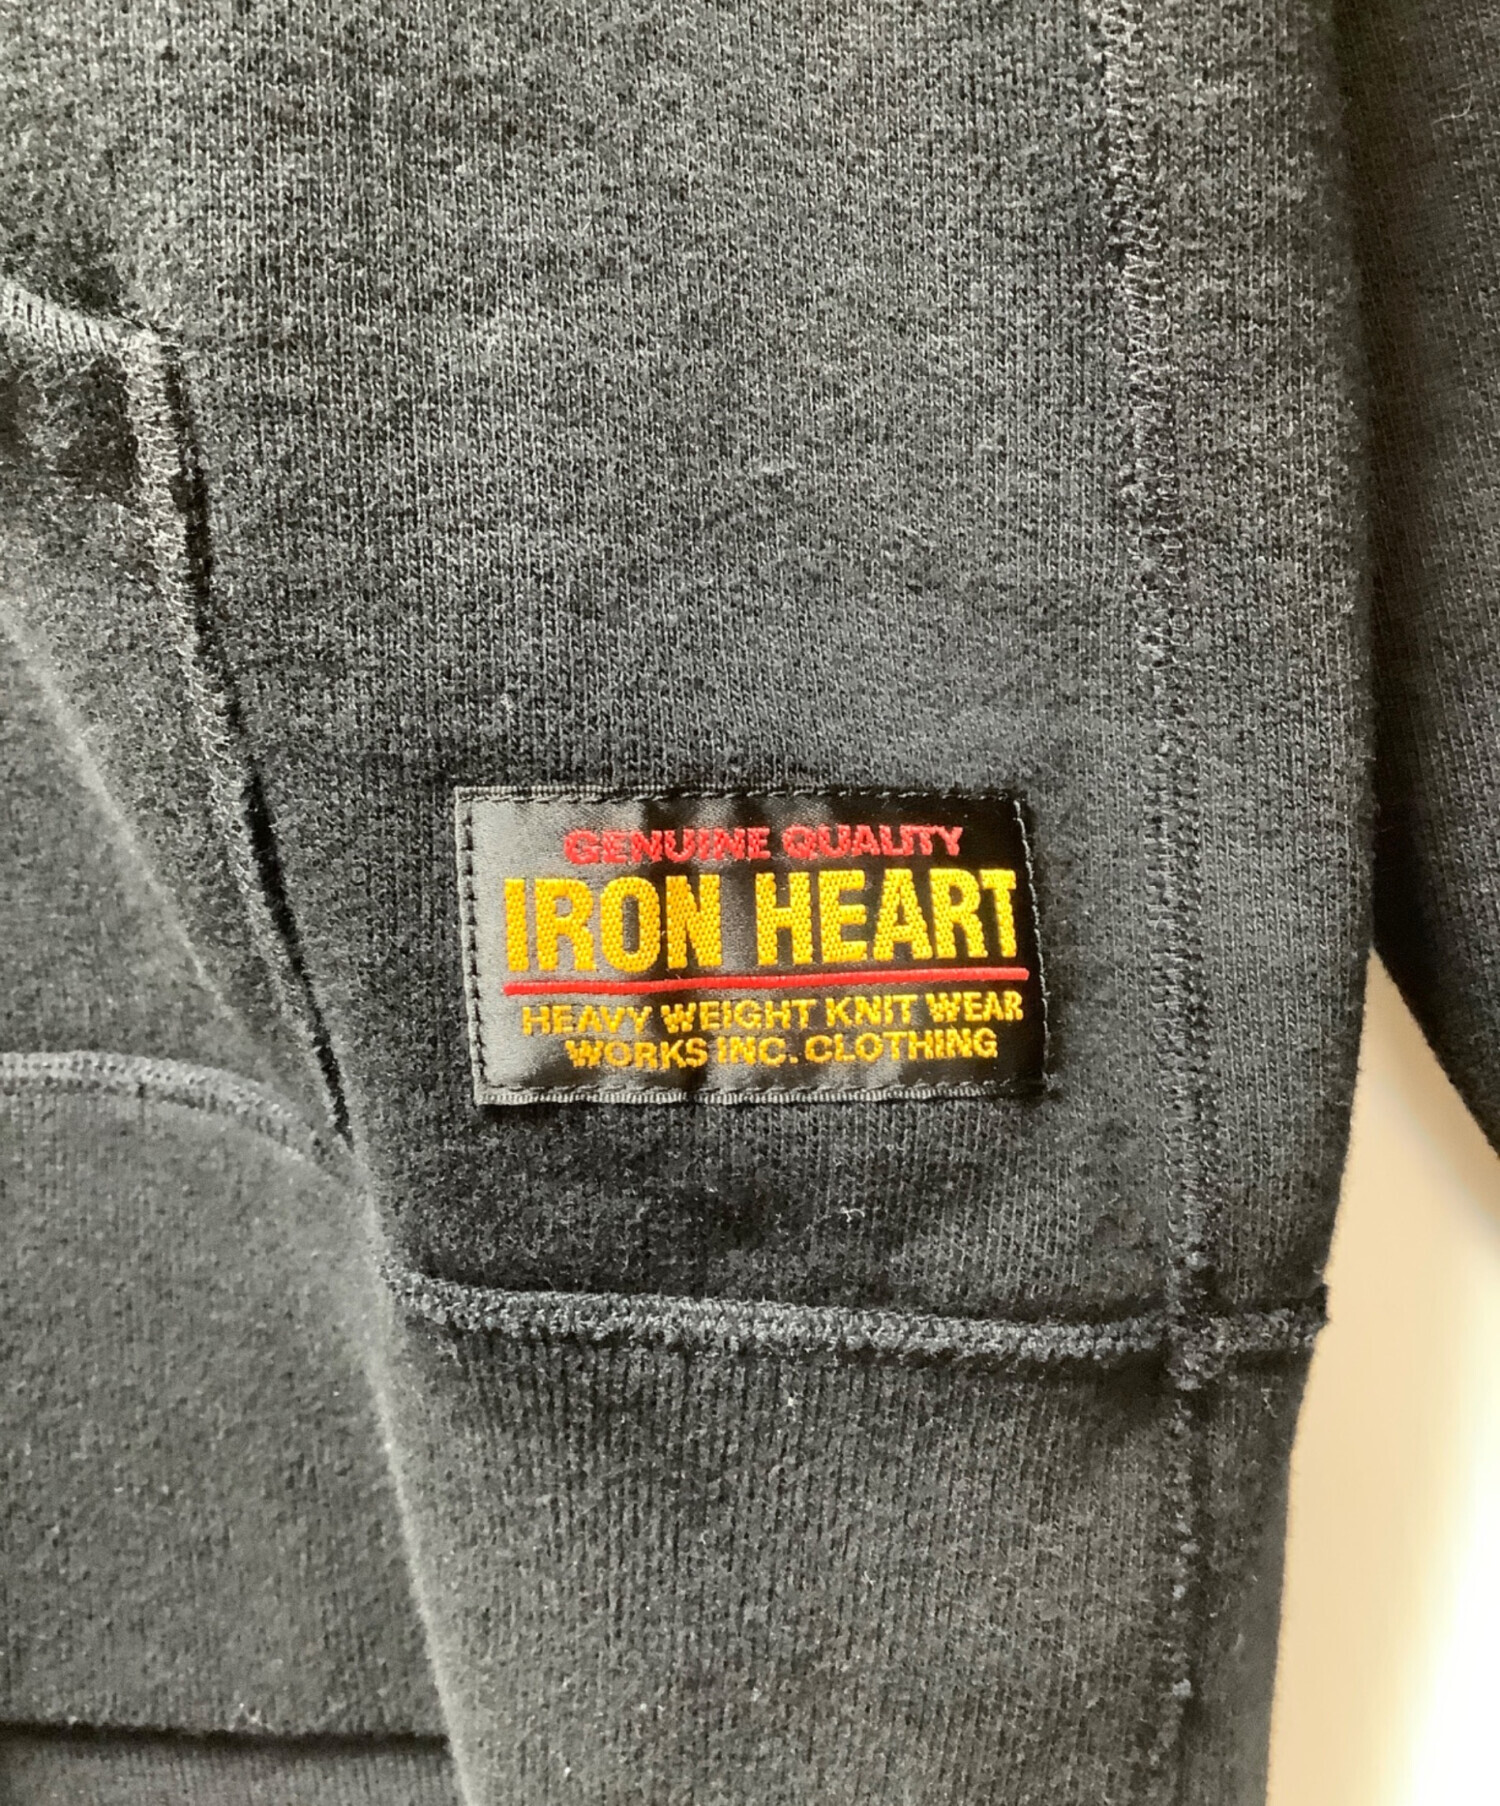 GENUINE QUALITY
IRON HEART
HEAVY WEIGHT KNIT WEAR
WORKS INC. CLOTHING